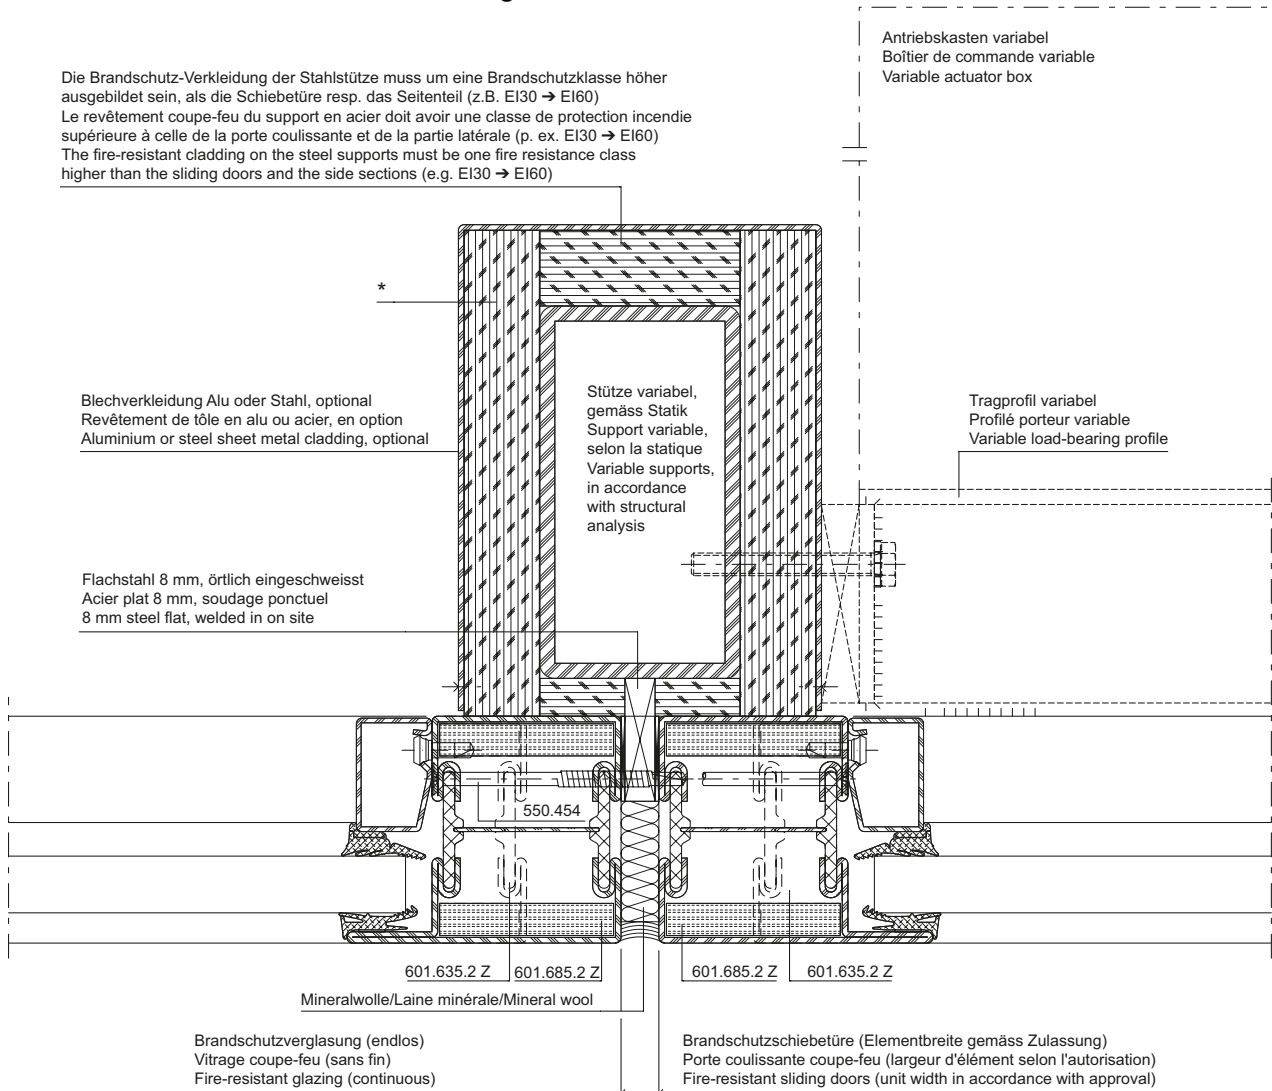 Antriebskasten variabel
Boîtier de commande variable
Variable actuator box
Die Brandschutz-Verkleidung der Stahlstütze muss um eine Brandschutzklasse höher
ausgebildet sein, als die Schiebetüre resp. das Seitenteil (z.B. EI30 ➔ EI60)
Le revêtement coupe-feu du support en acier doit avoir une classe de protection incendie
supérieure à celle de la porte coulissante et de la partie latérale (p. ex. EI30 ➔ EI60)
The fire-resistant cladding on the steel supports must be one fire resistance class
higher than the sliding doors and the side sections (e.g. EI30 ➔ EI60)
*
Blechverkleidung Alu oder Stahl, optional
Revêtement de tôle en alu ou acier, en option
Aluminium or steel sheet metal cladding, optional
Stütze variabel,
gemäss Statik
Support variable,
selon la statique
Variable supports,
in accordance
with structural
analysis
Tragprofil variabel
Profilé porteur variable
Variable load-bearing profile
Flachstahl 8 mm, örtlich eingeschweisst
Acier plat 8 mm, soudage ponctuel
8 mm steel flat, welded in on site
550.454
601.635.2 Z
601.685.2 Z
601.685.2 Z
601.635.2 Z
Mineralwolle/Laine minérale/Mineral wool
Brandschutzverglasung (endlos)
Vitrage coupe-feu (sans fin)
Fire-resistant glazing (continuous)
Brandschutzschiebetüre (Elementbreite gemäss Zulassung)
Porte coulissante coupe-feu (largeur d'élément selon l'autorisation)
Fire-resistant sliding doors (unit width in accordance with approval)